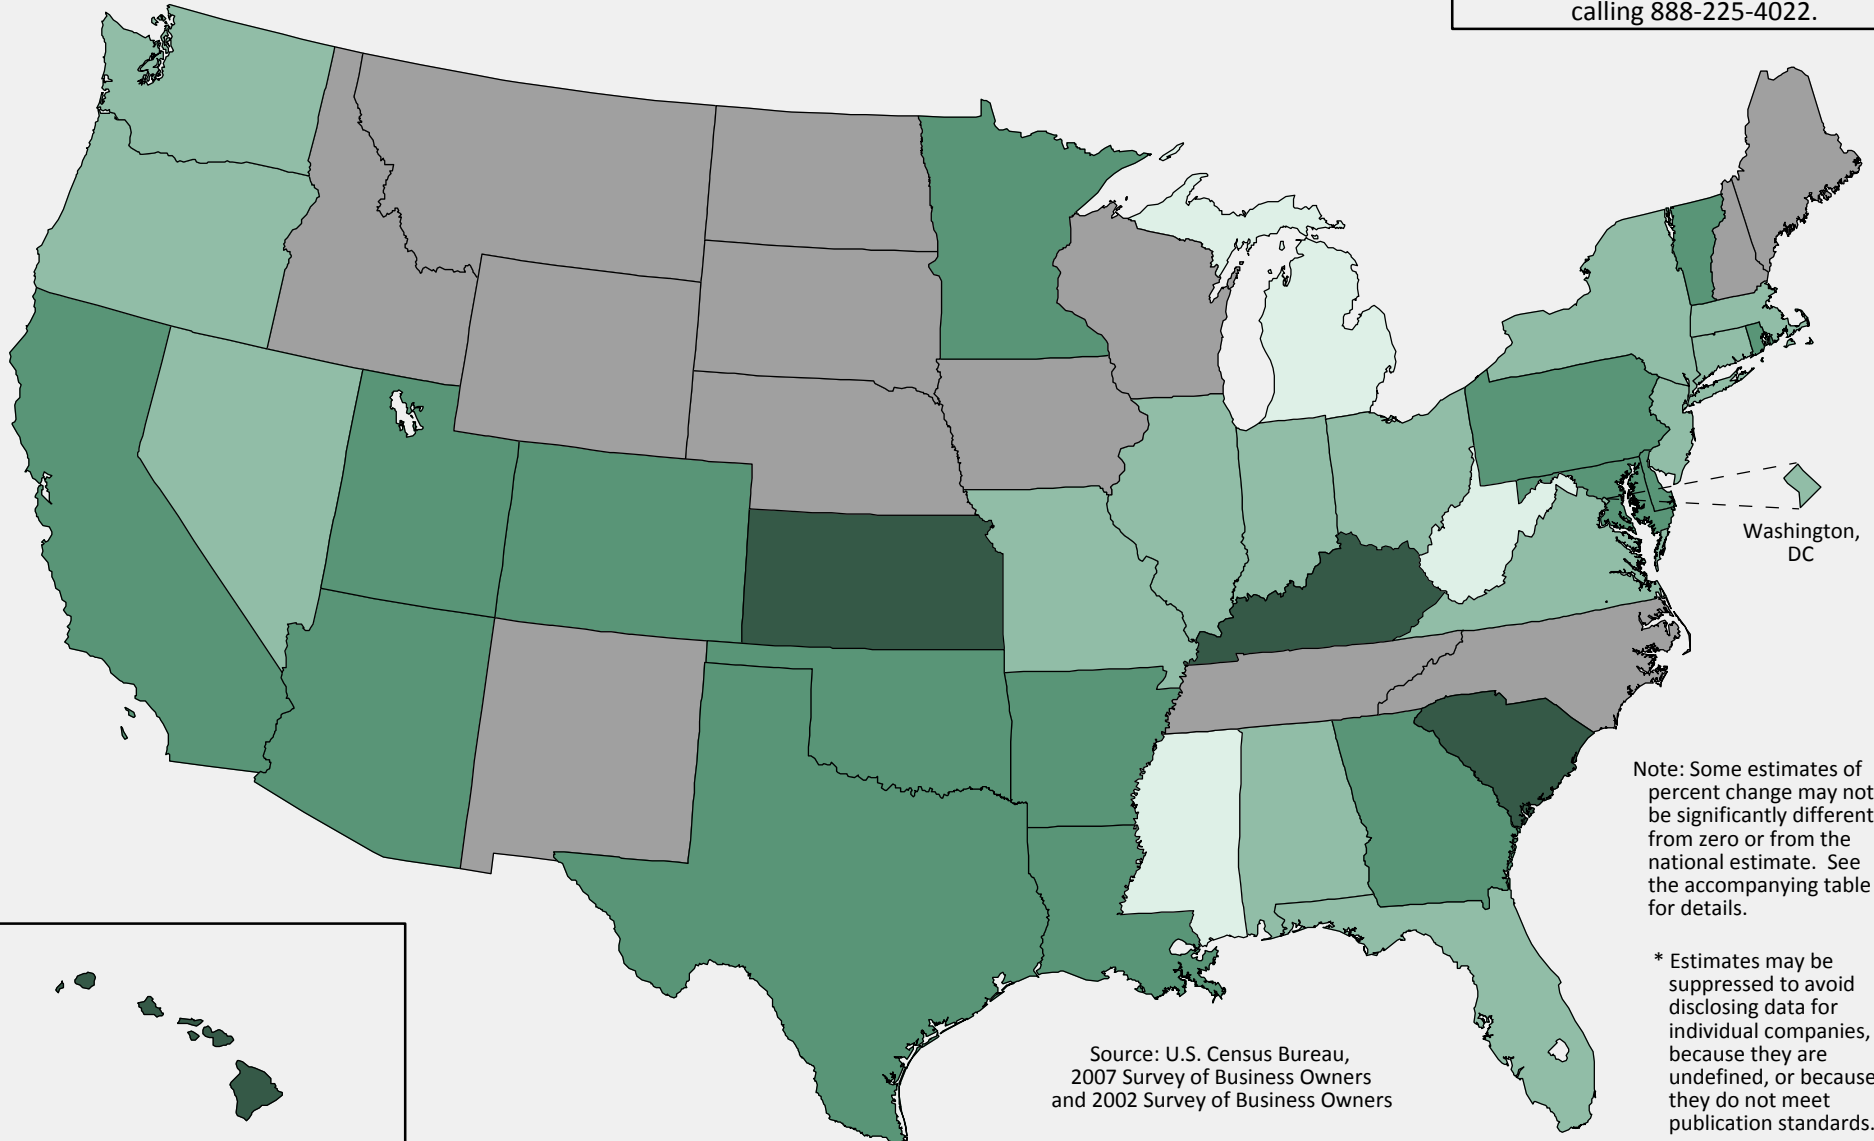 calling 888-225-4022.
Washington,
DC
Note: Some estimates of
percent change may not
be significantly different
from zero or from the
national estimate.  See
the accompanying table
for details.
* Estimates may be
suppressed to avoid
disclosing data for
individual companies,
because they are
undefined, or because
they do not meet
publication standards.
Source: U.S. Census Bureau,
2007 Survey of Business Owners
and 2002 Survey of Business Owners